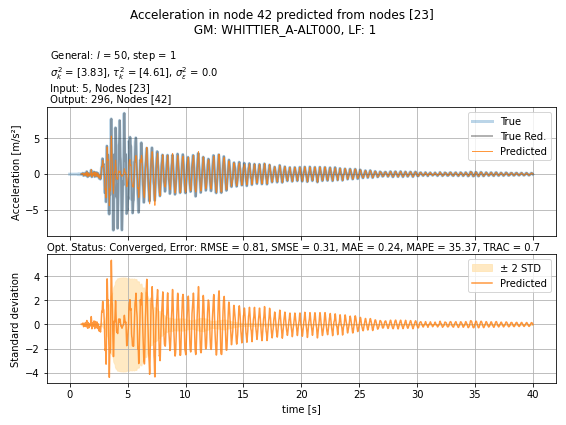 Acceleration in node 42 predicted from nodes [23]
GM: WHITTIER_A-ALT000, LF: 1
General: l = 50, step = 1
σ²ₖ = [3.83], τ²ₖ = [4.61], σ²ε = 0.0
Input: 5, Nodes [23]
Output: 296, Nodes [42]
Acceleration [m/s²]
5
0
−5
True
True Red.
Predicted
Opt. Status: Converged, Error: RMSE = 0.81, SMSE = 0.31, MAE = 0.24, MAPE = 35.37, TRAC = 0.7
Standard deviation
4
2
0
−2
−4
± 2 STD
Predicted
0 5 10 15 20 25 30 35 40
time [s]